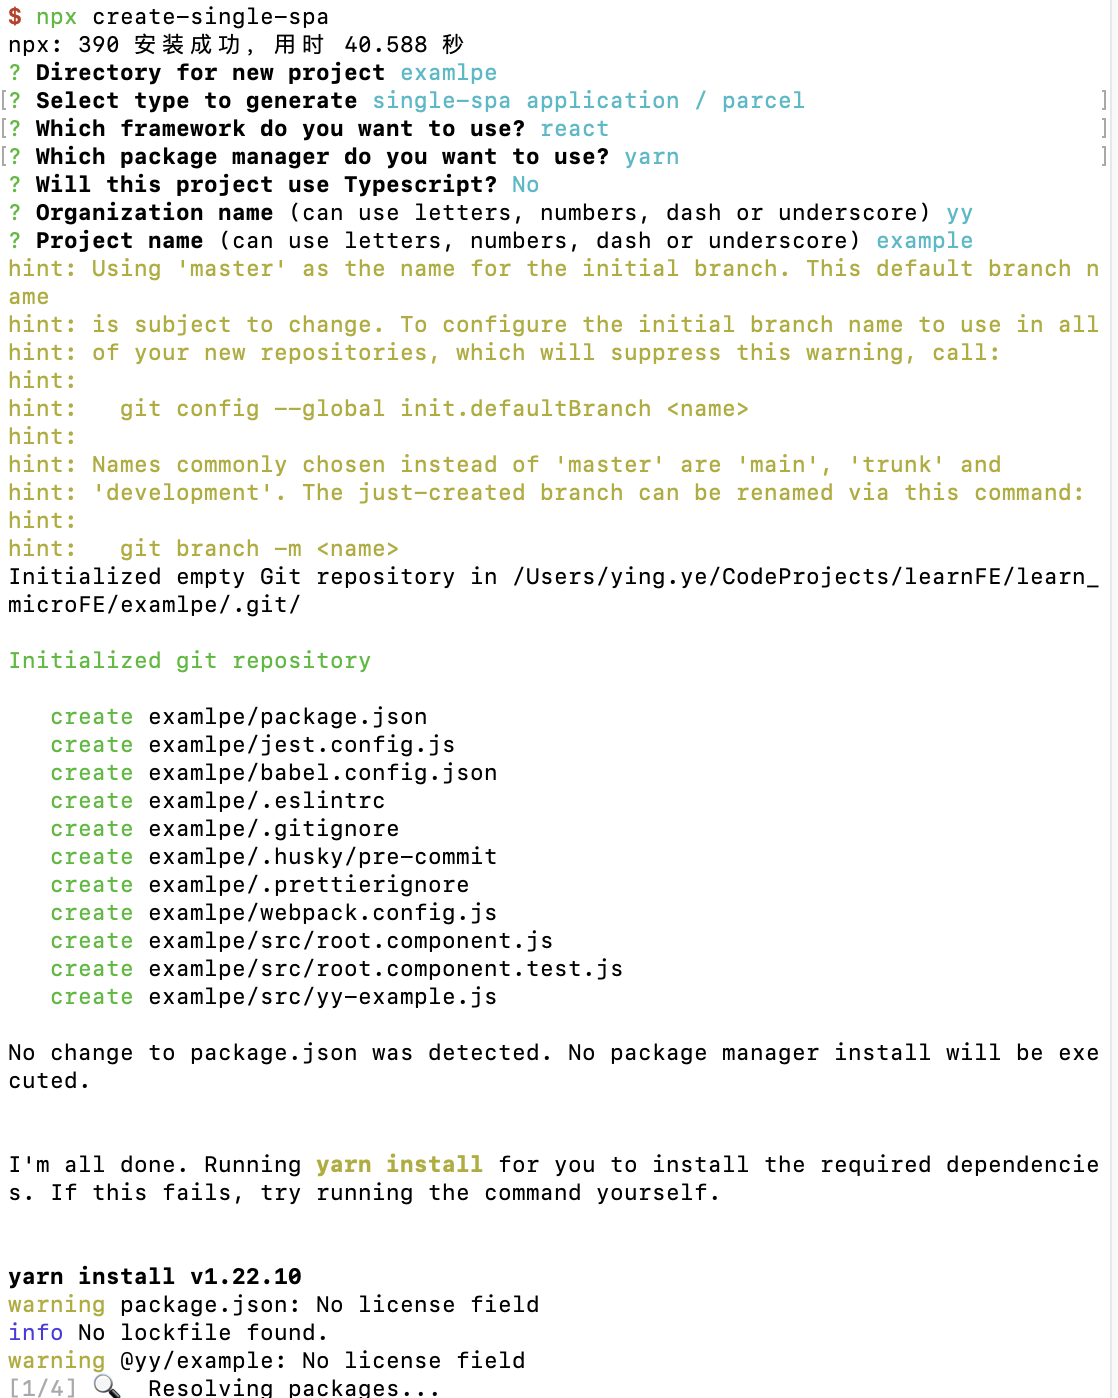 $ npx create-single-spa
npx: 390 安装成功, 用时 40.588 秒
? Directory for new project examlpe
[? Select type to generate single-spa application / parcel ]
[? Which framework do you want to use? react ]
[? Which package manager do you want to use? yarn ]
? Will this project use Typescript? No
? Organization name (can use letters, numbers, dash or underscore) yy
? Project name (can use letters, numbers, dash or underscore) example
hint: Using 'master' as the name for the initial branch. This default branch n
ame
hint: is subject to change. To configure the initial branch name to use in all
hint: of your new repositories, which will suppress this warning, call:
hint:
hint:   git config --global init.defaultBranch <name>
hint:
hint: Names commonly chosen instead of 'master' are 'main', 'trunk' and
hint: 'development'. The just-created branch can be renamed via this command:
hint:
hint:   git branch -m <name>
Initialized empty Git repository in /Users/ying.ye/CodeProjects/learnFE/learn_
microFE/examlpe/.git/
Initialized git repository
create examlpe/package.json
create examlpe/jest.config.js
create examlpe/babel.config.json
create examlpe/.eslintrc
create examlpe/.gitignore
create examlpe/.husky/pre-commit
create examlpe/.prettierignore
create examlpe/webpack.config.js
create examlpe/src/root.component.js
create examlpe/src/root.component.test.js
create examlpe/src/yy-example.js
No change to package.json was detected. No package manager install will be exe
cuted.
I'm all done. Running yarn install for you to install the required dependencie
s. If this fails, try running the command yourself.
yarn install v1.22.10
warning package.json: No license field
info No lockfile found.
warning @yy/example: No license field
[1/4] 🔍 Resolving packages...